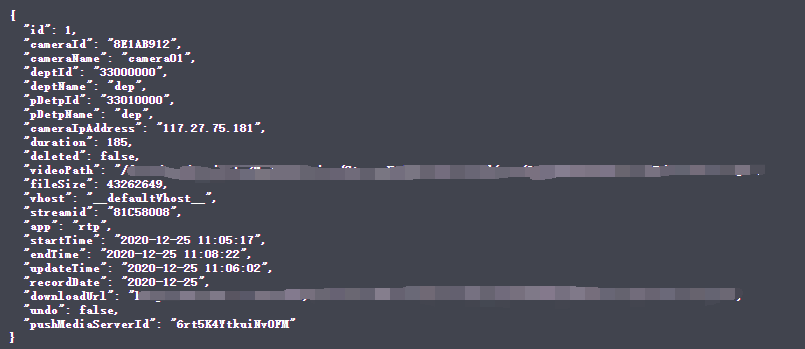 {
"id": 1,
"cameraId": "8E1AB912",
"cameraName": "camera01",
"deptId": "33000000",
"deptName": "dep",
"pDetpId": "33010000",
"pDetpName": "dep",
"cameraIpAddress": "117.27.75.181",
"duration": 185,
"deleted": false,
"videoPath": "/
"fileSize": 43262649,
"vhost": "__defaultVhost__",
"streamid": "81C58008",
"app": "rtp",
"startTime": "2020-12-25 11:05:17",
"endTime": "2020-12-25 11:08:22",
"updateTime": "2020-12-25 11:06:02",
"recordDate": "2020-12-25",
"downloadUrl": "
"undo": false,
"pushMediaServerId": "6rt5K4YtkuiNvOFM"
}